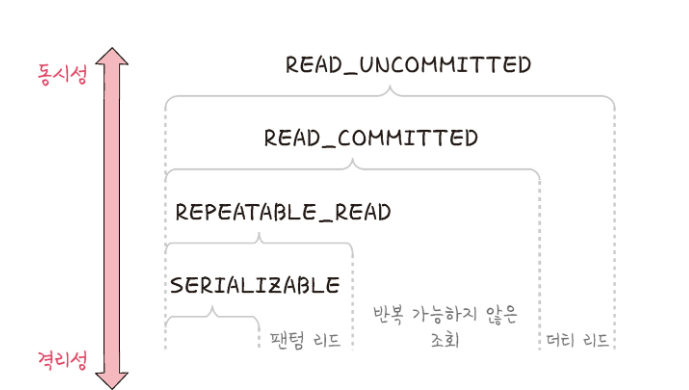 READ_UNCOMMITTED
동시성
READ_COMMITTED
REPEATABLE_READ
SERIALIZABLE
반복 가능하지 않은
조회
팬텀 리드
더티 리드
격리성